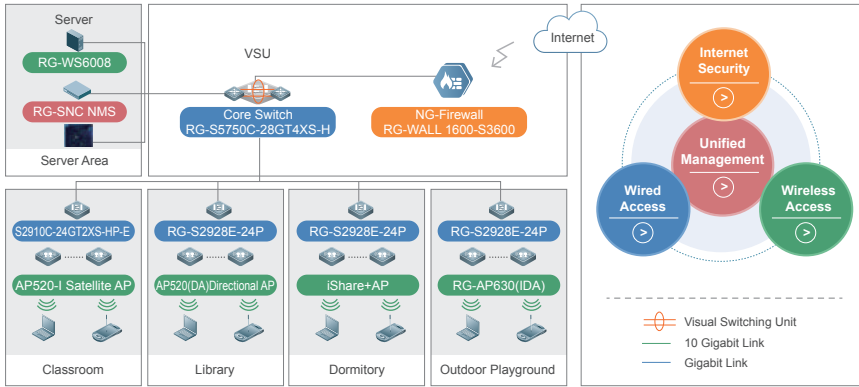 Server
RG-WS6008
RG-SNC NMS
Server Area
VSU
Core Switch
RG-S5750C-28GT4XS-H
NG-Firewall
RG-WALL 1600-S3600
Internet
S2910C-24GT2XS-HP-E
AP520-I Satellite AP
Classroom
RG-S2928E-24P
AP520(DA)Directional AP
Library
RG-S2928E-24P
iShare+AP
Dormitory
RG-S2928E-24P
RG-AP630(IDA)
Outdoor Playground
Internet
Security
Unified
Management
Wired
Access
Wireless
Access
Visual Switching Unit
10 Gigabit Link
Gigabit Link